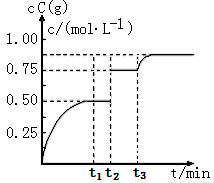 c C(g)
c/(mol·L⁻¹)
1.00
0.75
0.50
0.25
t₁ t₂ t₃ t/min